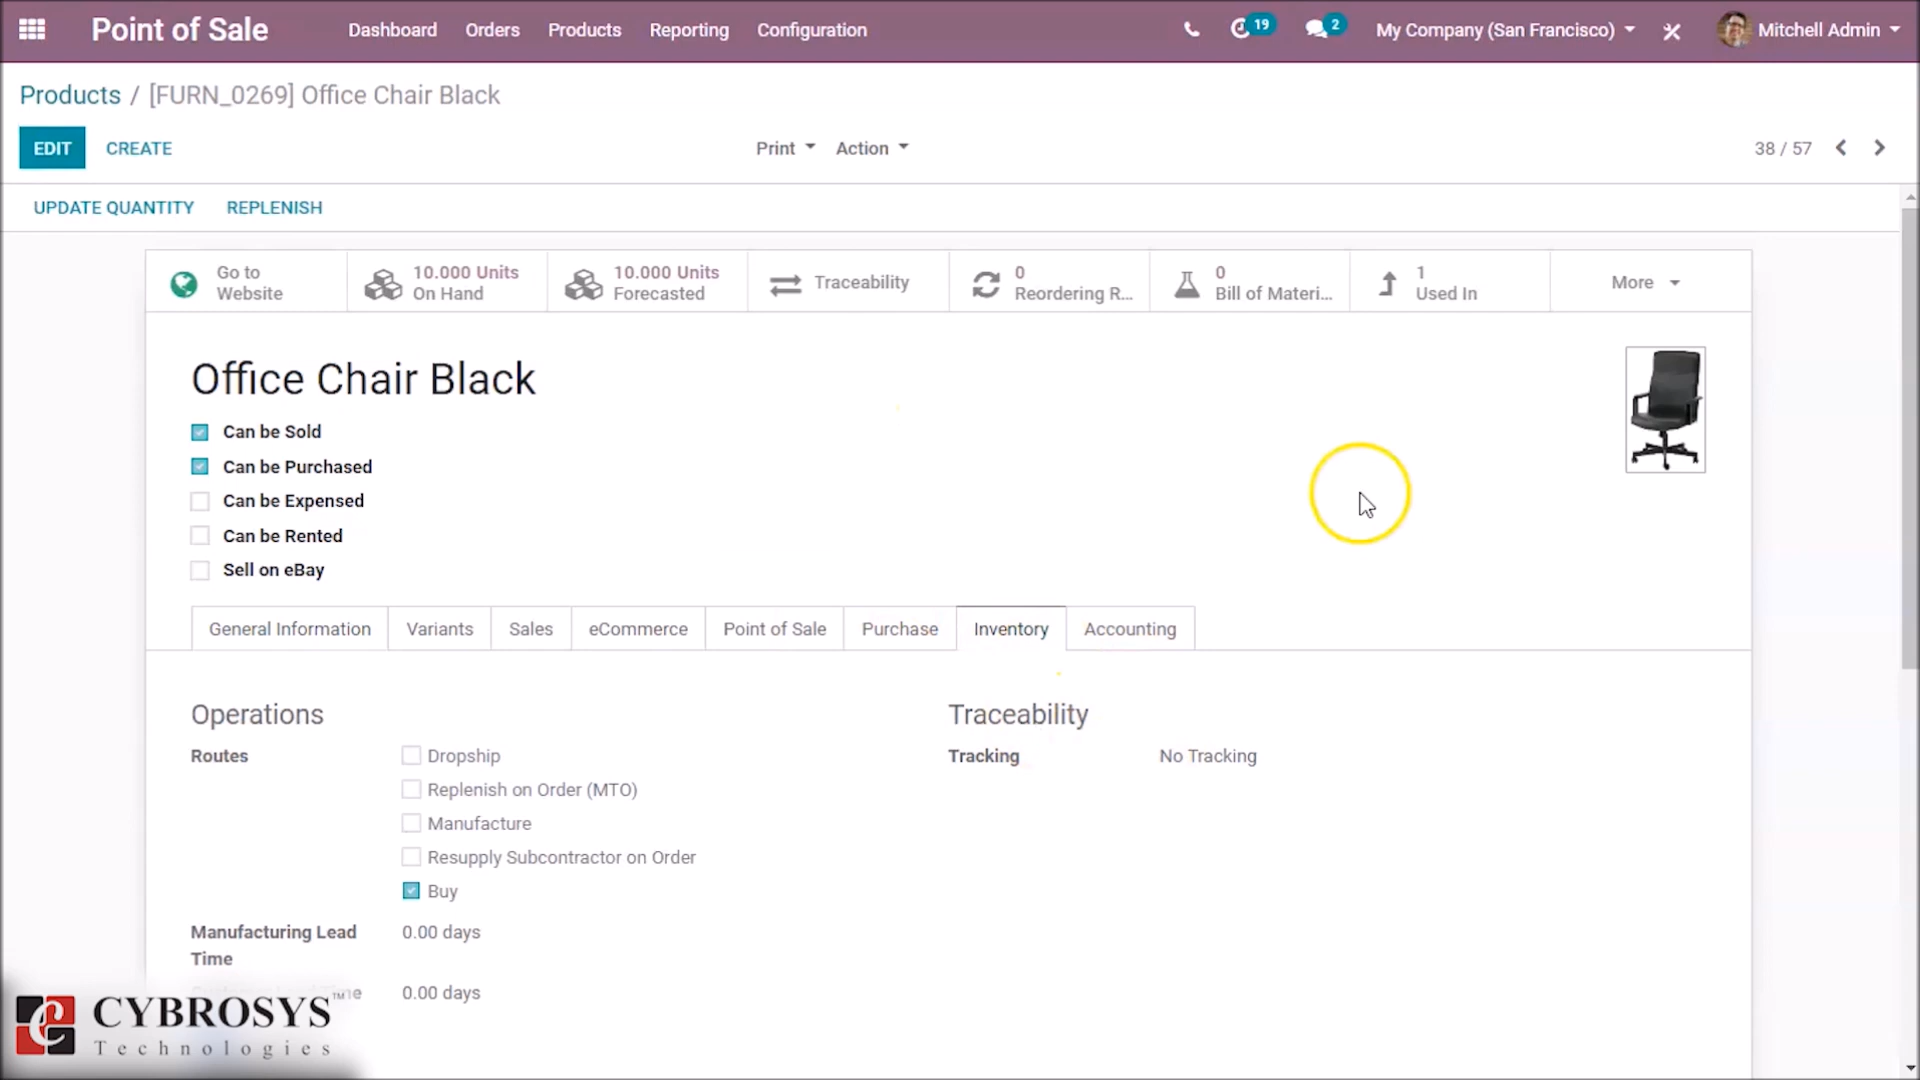 Point of Sale Dashboard Orders Products Reporting Configuration 19 2 My Company (San Francisco) Mitchell Admin
Products / [FURN_0269] Office Chair Black
EDIT CREATE Print Action 38 / 57
UPDATE QUANTITY REPLENISH
Go to Website
10.000 Units On Hand
10.000 Units Forecasted
Traceability
0 Reordering R...
0 Bill of Materi...
1 Used In
More
Office Chair Black
Can be Sold
Can be Purchased
Can be Expensed
Can be Rented
Sell on eBay
General Information Variants Sales eCommerce Point of Sale Purchase Inventory Accounting
Operations Traceability
Routes Dropship Tracking No Tracking
Replenish on Order (MTO)
Manufacture
Resupply Subcontractor on Order
Buy
Manufacturing Lead Time 0.00 days
0.00 days
CYBROSYS™
Technologies